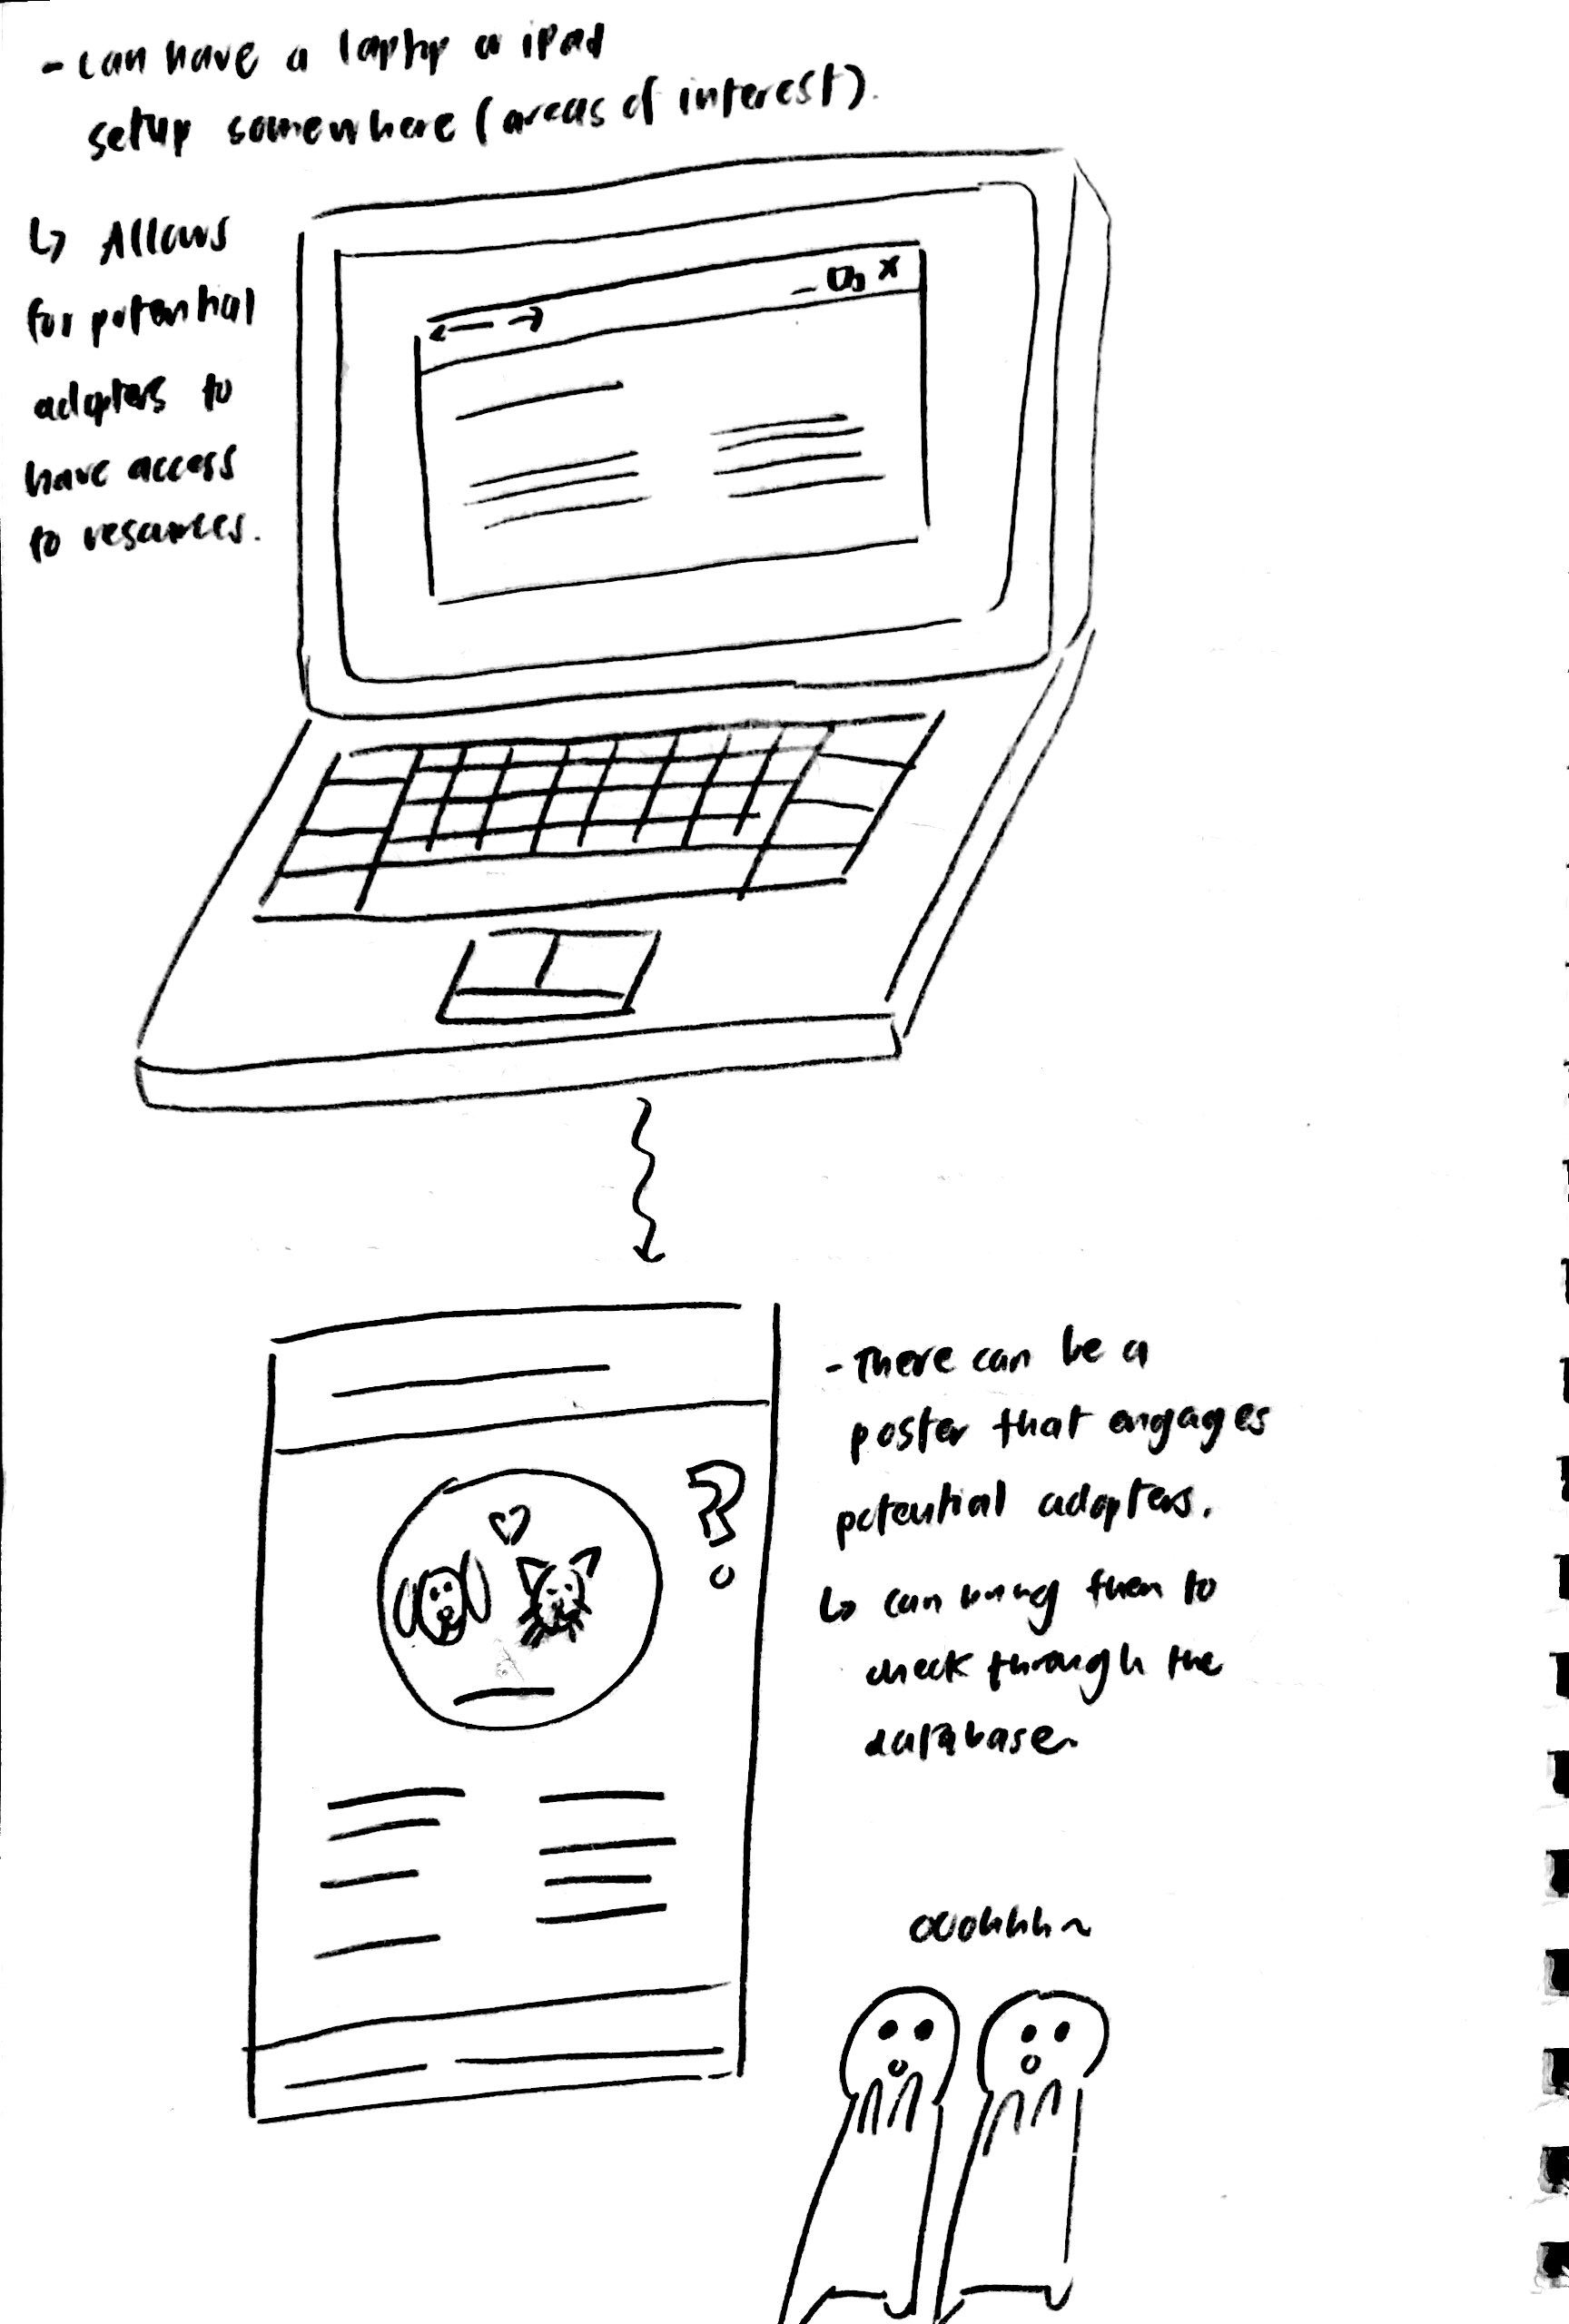 - can have a laptop or iPad
setup somewhere (areas of interest).
↳ Allows
for potential
adopters to
have access
to resources.
- There can be a
poster that engages
potential adopters.
↳ can bring them to
check through the
database.
?
ooohhh~